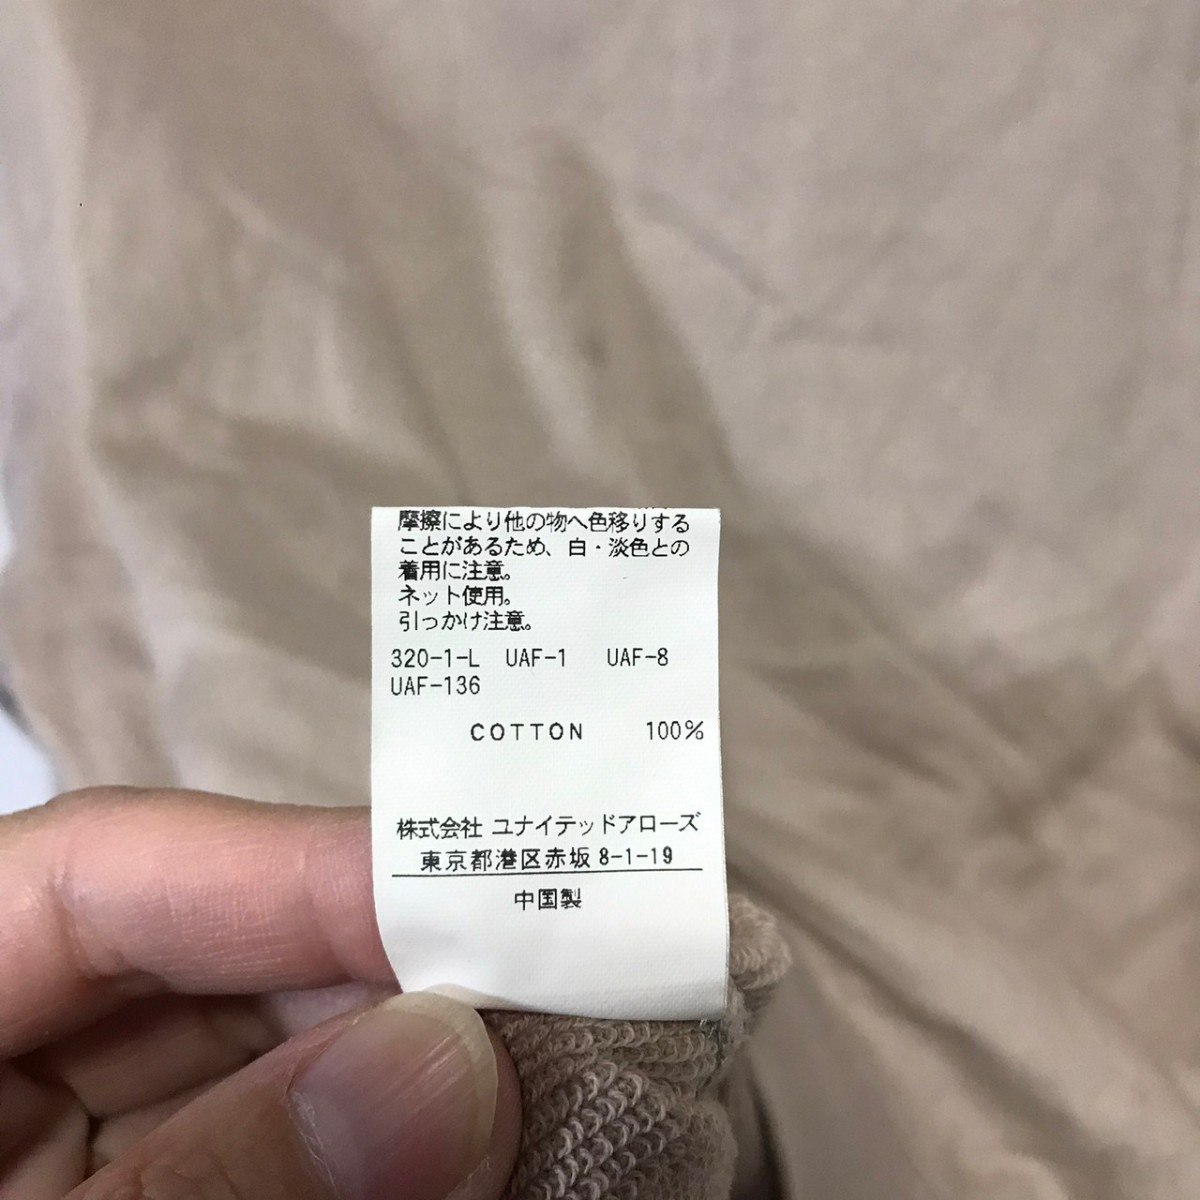 摩擦により他の物へ色移りする
ことがあるため、白・淡色との
着用に注意。
ネット使用。
引っかけ注意。
320-1-L UAF-1 UAF-8
UAF-136
COTTON 100%
株式会社 ユナイテッドアローズ
東京都港区赤坂 8-1-19
中国製